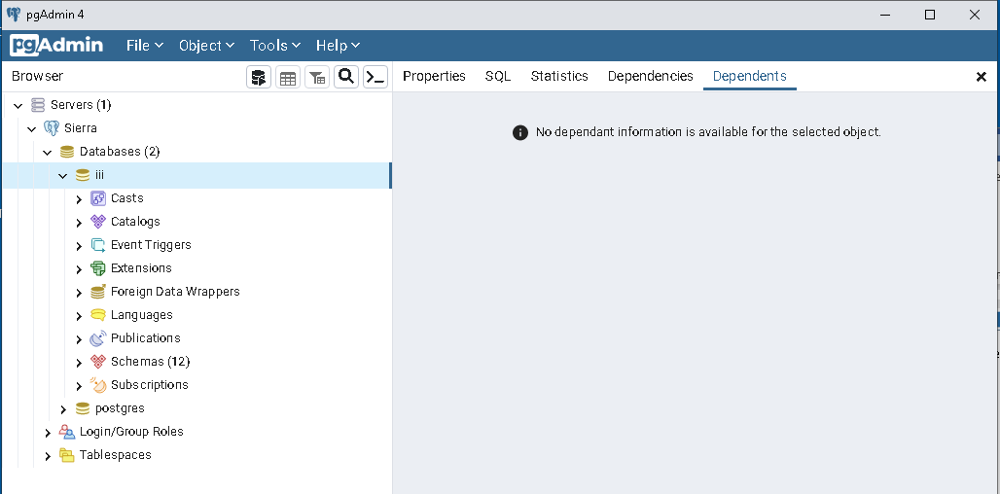 pgAdmin 4
pgAdmin File Object Tools Help
Browser
Properties SQL Statistics Dependencies Dependents
Servers (1)
Sierra
Databases (2)
iii
Casts
Catalogs
Event Triggers
Extensions
Foreign Data Wrappers
Languages
Publications
Schemas (12)
Subscriptions
postgres
Login/Group Roles
Tablespaces
No dependant information is available for the selected object.